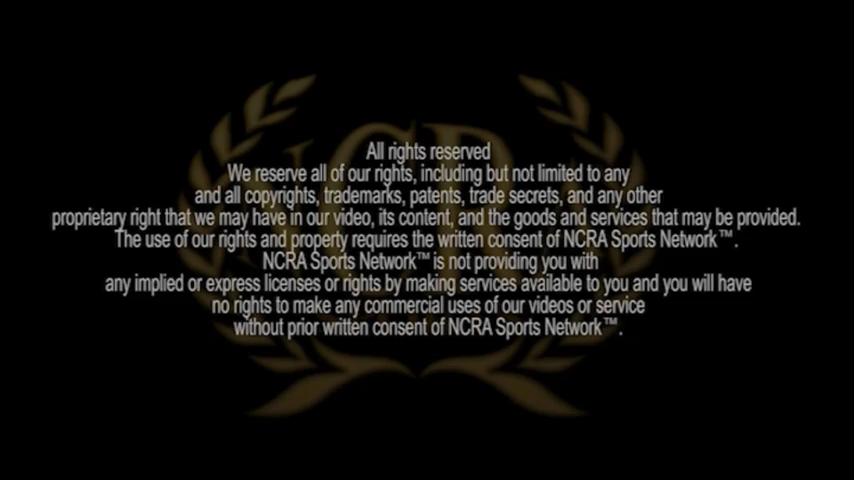 All rights reserved
We reserve all of our rights, including but not limited to any
and all copyrights, trademarks, patents, trade secrets, and any other
proprietary right that we may have in our video, its content, and the goods and services that may be provided.
The use of our rights and property requires the written consent of NCRA Sports Network™.
NCRA Sports Network™ is not providing you with
any implied or express licenses or rights by making services available to you and you will have
no rights to make any commercial uses of our videos or service
without prior written consent of NCRA Sports Network™.